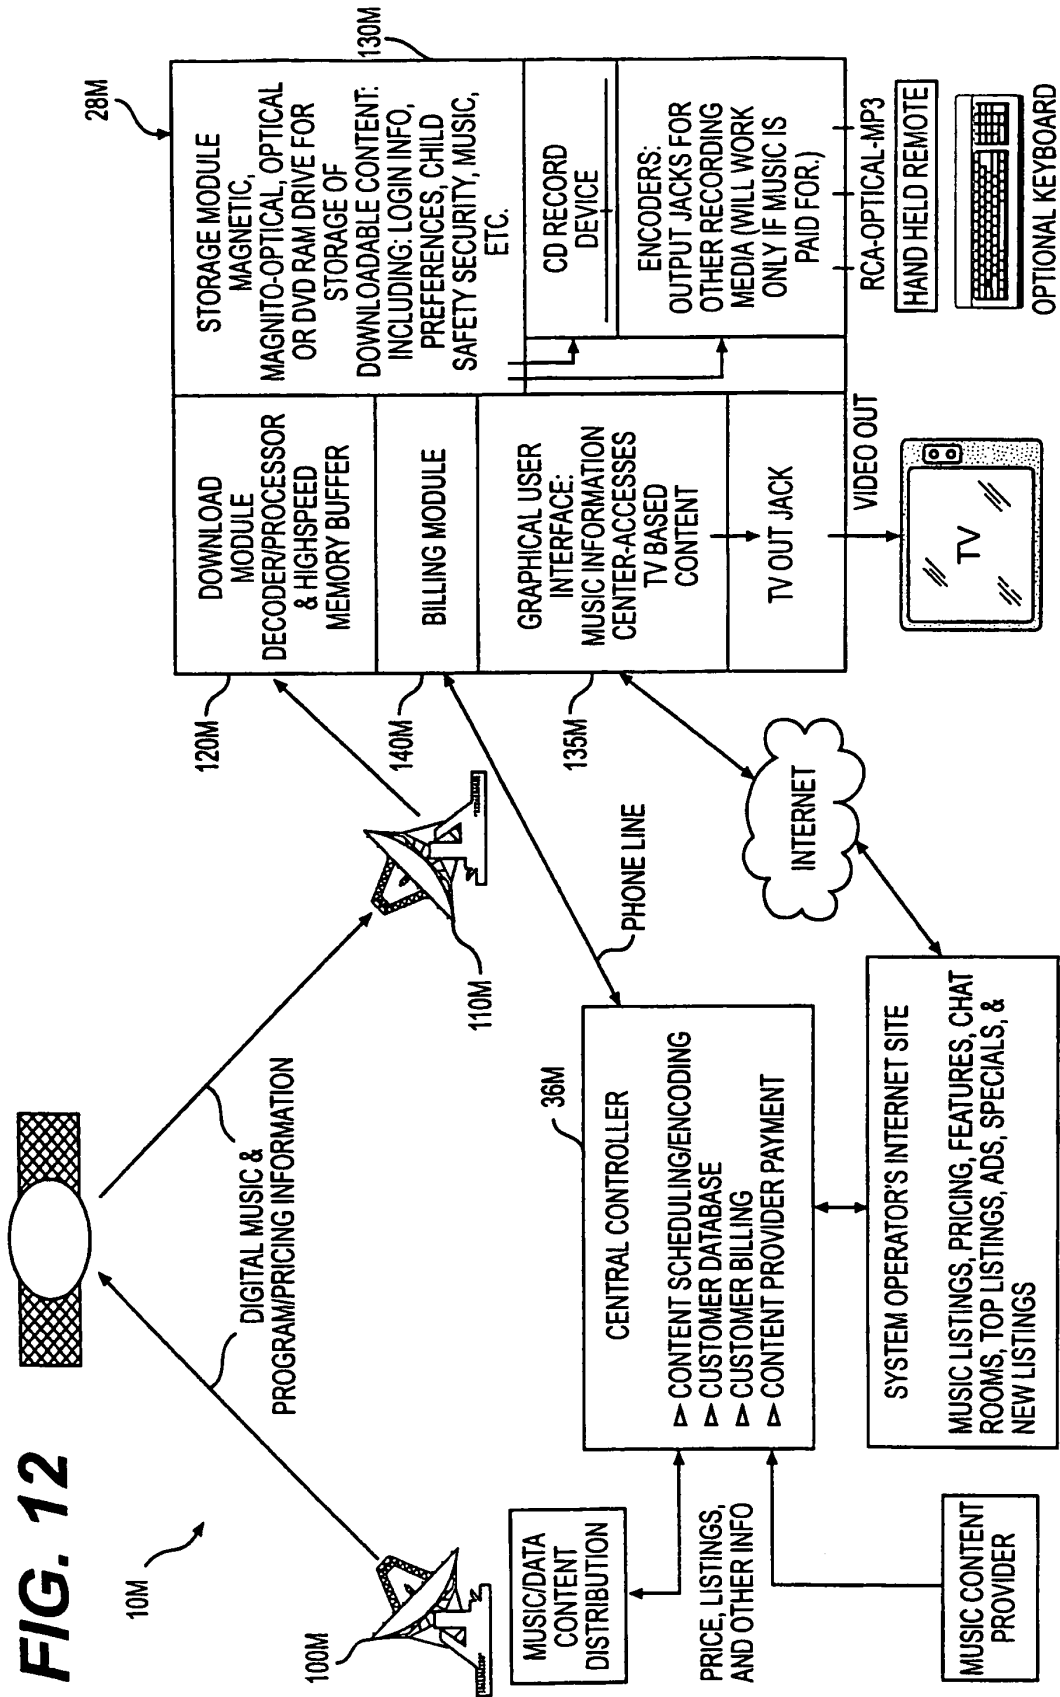 FIG. 12
10M
100M
DIGITAL MUSIC &
PROGRAM/PRICING INFORMATION
110M
MUSIC/DATA
CONTENT
DISTRIBUTION
PRICE, LISTINGS,
AND OTHER INFO
MUSIC CONTENT
PROVIDER
36M
CENTRAL CONTROLLER
CONTENT SCHEDULING/ENCODING
CUSTOMER DATABASE
CUSTOMER BILLING
CONTENT PROVIDER PAYMENT
PHONE LINE
SYSTEM OPERATOR'S INTERNET SITE
MUSIC LISTINGS, PRICING, FEATURES, CHAT
ROOMS, TOP LISTINGS, ADS, SPECIALS, &
NEW LISTINGS
INTERNET
28M
120M
DOWNLOAD
MODULE
DECODER/PROCESSOR
& HIGHSPEED
MEMORY BUFFER
140M
BILLING MODULE
135M
GRAPHICAL USER
INTERFACE:
MUSIC INFORMATION
CENTER-ACCESSES
TV BASED
CONTENT
TV OUT JACK
VIDEO OUT
TV
130M
STORAGE MODULE
MAGNETIC,
MAGNITO-OPTICAL, OPTICAL
OR DVD RAM DRIVE FOR
STORAGE OF
DOWNLOADABLE CONTENT:
INCLUDING: LOGIN INFO,
PREFERENCES, CHILD
SAFETY SECURITY, MUSIC,
ETC.
CD RECORD
DEVICE
ENCODERS:
OUTPUT JACKS FOR
OTHER RECORDING
MEDIA (WILL WORK
ONLY IF MUSIC IS
PAID FOR.)
RCA-OPTICAL-MP3
HAND HELD REMOTE
OPTIONAL KEYBOARD